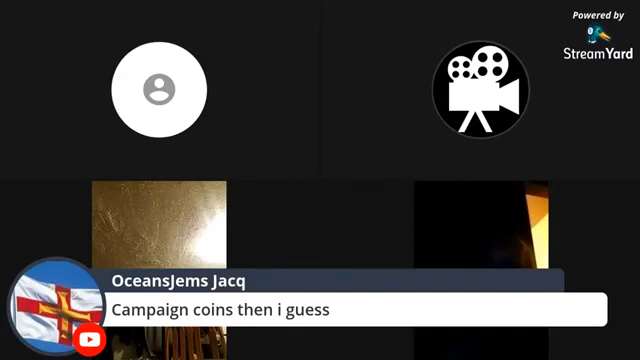 Powered by
StreamYard
OceansJems Jacq
Campaign coins then i guess